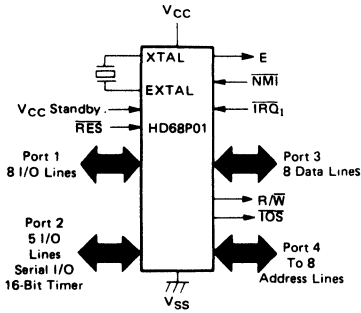 VCC
XTAL
E
NMI
EXTAL
VCC Standby
IRQ1
RES
HD68P01
Port 1
8 I/O Lines
Port 3
8 Data Lines
R/W
IOS
Port 2
5 I/O
Lines
Serial I/O
16-Bit Timer
Port 4
To 8
Address Lines
VSS